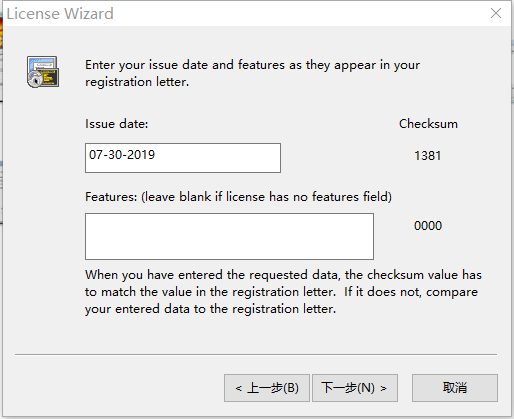 License Wizard
Enter your issue date and features as they appear in your
registration letter.
Issue date:
Checksum
07-30-2019
1381
Features: (leave blank if license has no features field)
0000
When you have entered the requested data, the checksum value has
to match the value in the registration letter.  If it does not, compare
your entered data to the registration letter.
< 上一步(B)
下一步(N) >
取消